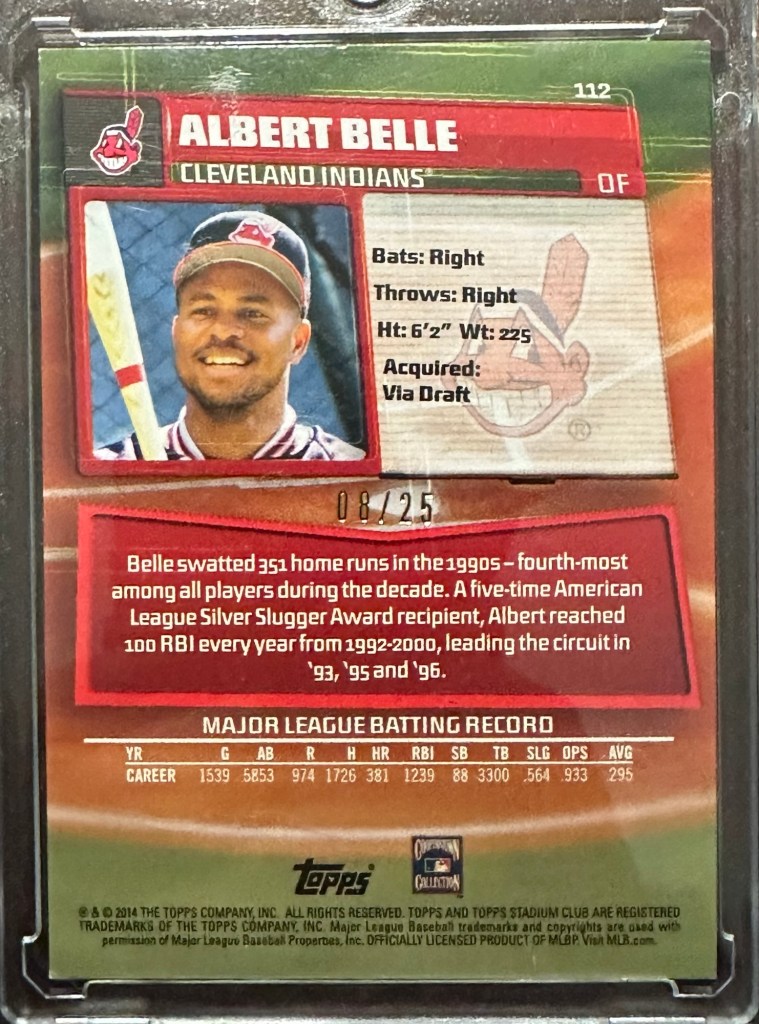 112
ALBERT BELLE
CLEVELAND INDIANS®
OF
Bats: Right
Throws: Right
Ht: 6'2" Wt: 225
Acquired:
Via Draft
®
08/25
Belle swatted 351 home runs in the 1990s – fourth-most
among all players during the decade. A five-time American
League Silver Slugger Award recipient, Albert reached
100 RBI every year from 1992-2000, leading the circuit in
'93, '95 and '96.
MAJOR LEAGUE BATTING RECORD
YR G AB R H HR RBI SB TB SLG OPS AVG
CAREER 1539 5853 974 1726 381 1239 88 3300 .564 .933 .295
Topps®
COOPERSTOWN
COLLECTION
® & © 2014 THE TOPPS COMPANY, INC. ALL RIGHTS RESERVED. TOPPS AND TOPPS STADIUM CLUB ARE REGISTERED
TRADEMARKS OF THE TOPPS COMPANY, INC. Major League Baseball trademarks and copyrights are used with
permission of Major League Baseball Properties, Inc. OFFICIALLY LICENSED PRODUCT OF MLBP. Visit MLB.com.